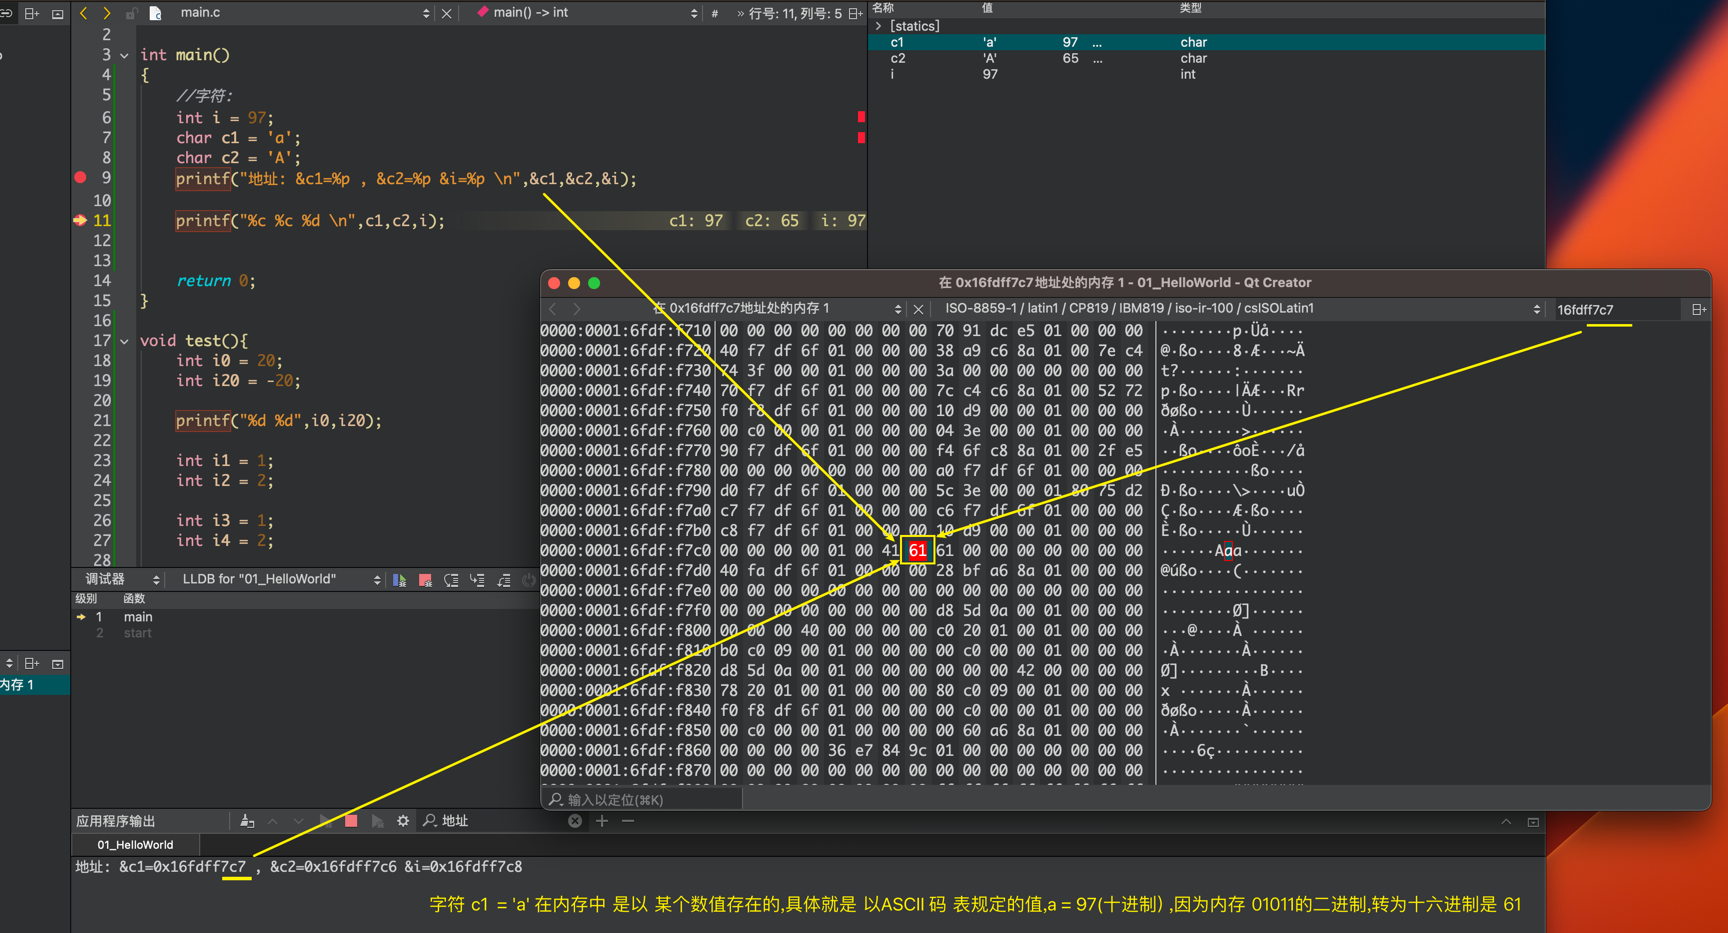 main.c
main() -> int
#
» 行号: 11, 列号: 5
名称 值 类型
[statics]
c1 'a' 97 ... char
c2 'A' 65 ... char
i 97 int
2
3 int main()
4 {
5 //字符:
6 int i = 97;
7 char c1 = 'a';
8 char c2 = 'A';
9 printf("地址: &c1=%p , &c2=%p &i=%p \n",&c1,&c2,&i);
10
11 printf("%c %c %d \n",c1,c2,i); c1: 97 c2: 65 i: 97
12
13
14 return 0;
15 }
16
17 void test(){
18 int i0 = 20;
19 int i20 = -20;
20
21 printf("%d %d",i0,i20);
22
23 int i1 = 1;
24 int i2 = 2;
25
26 int i3 = 1;
27 int i4 = 2;
28
在 0x16fdff7c7地址处的内存 1 - 01_HelloWorld - Qt Creator
在 0x16fdff7c7地址处的内存 1
ISO-8859-1 / latin1 / CP819 / IBM819 / iso-ir-100 / csISOLatin1
16fdff7c7
0000:0001:6fdf:f710 00 00 00 00 00 00 00 00 70 91 dc e5 01 00 00 00 ········p·Üå····
0000:0001:6fdf:f720 40 f7 df 6f 01 00 00 00 38 a9 c6 8a 01 00 7e c4 @·ßo····8·Æ···~Ä
0000:0001:6fdf:f730 74 3f 00 00 01 00 00 00 3a 00 00 00 00 00 00 00 t?······:·······
0000:0001:6fdf:f740 70 f7 df 6f 01 00 00 00 7c c4 c6 8a 01 00 52 72 p·ßo····|ÄÆ···Rr
0000:0001:6fdf:f750 f0 f8 df 6f 01 00 00 00 10 d9 00 00 01 00 00 00 ðøßo·····Ù······
0000:0001:6fdf:f760 00 c0 00 00 01 00 00 00 04 3e 00 00 01 00 00 00 ·À·······>······
0000:0001:6fdf:f770 90 f7 df 6f 01 00 00 00 f4 6f c8 8a 01 00 2f e5 ··ßo····ôoÈ···/å
0000:0001:6fdf:f780 00 00 00 00 00 00 00 00 a0 f7 df 6f 01 00 00 00 ··········ßo····
0000:0001:6fdf:f790 d0 f7 df 6f 01 00 00 00 5c 3e 00 00 01 80 75 d2 Ð·ßo····\>····uÒ
0000:0001:6fdf:f7a0 c7 f7 df 6f 01 00 00 00 c6 f7 df 6f 01 00 00 00 Ç·ßo····Æ·ßo····
0000:0001:6fdf:f7b0 c8 f7 df 6f 01 00 00 00 10 d9 00 00 01 00 00 00 È·ßo·····Ù······
0000:0001:6fdf:f7c0 00 00 00 00 01 00 41 61 61 00 00 00 00 00 00 00 ······Aaa·······
0000:0001:6fdf:f7d0 40 fa df 6f 01 00 00 00 28 bf a6 8a 01 00 00 00 @úßo····(·······
0000:0001:6fdf:f7e0 00 00 00 00 00 00 00 00 00 00 00 00 00 00 00 00 ················
0000:0001:6fdf:f7f0 00 00 00 00 00 00 00 00 d8 5d 0a 00 01 00 00 00 ········Ø]······
0000:0001:6fdf:f800 00 00 00 40 00 00 00 00 c0 20 01 00 01 00 00 00 ···@····À ······
0000:0001:6fdf:f810 b0 c0 09 00 01 00 00 00 00 c0 00 00 01 00 00 00 ·À·······À······
0000:0001:6fdf:f820 d8 5d 0a 00 01 00 00 00 00 00 00 42 00 00 00 00 Ø]·········B····
0000:0001:6fdf:f830 78 20 01 00 01 00 00 00 80 c0 09 00 01 00 00 00 x ·······À······
0000:0001:6fdf:f840 f0 f8 df 6f 01 00 00 00 00 c0 00 00 01 00 00 00 ðøßo·····À······
0000:0001:6fdf:f850 00 c0 00 00 01 00 00 00 00 60 a6 8a 01 00 00 00 ·À·······`······
0000:0001:6fdf:f860 00 00 00 00 36 e7 84 9c 01 00 00 00 00 00 00 00 ····6ç··········
0000:0001:6fdf:f870 00 00 00 00 00 00 00 00 00 00 00 00 00 00 00 00 ················
输入以定位(⌘K)
调试器 LLDB for "01_HelloWorld"
级别 函数
1 main
2 start
内存 1
应用程序输出 地址
01_HelloWorld
地址: &c1=0x16fdff7c7 , &c2=0x16fdff7c6 &i=0x16fdff7c8
字符 c1 = 'a' 在内存中 是以 某个数值存在的,具体就是 以ASCII 码 表规定的值,a = 97(十进制) ,因为内存 01011的二进制,转为十六进制是 61